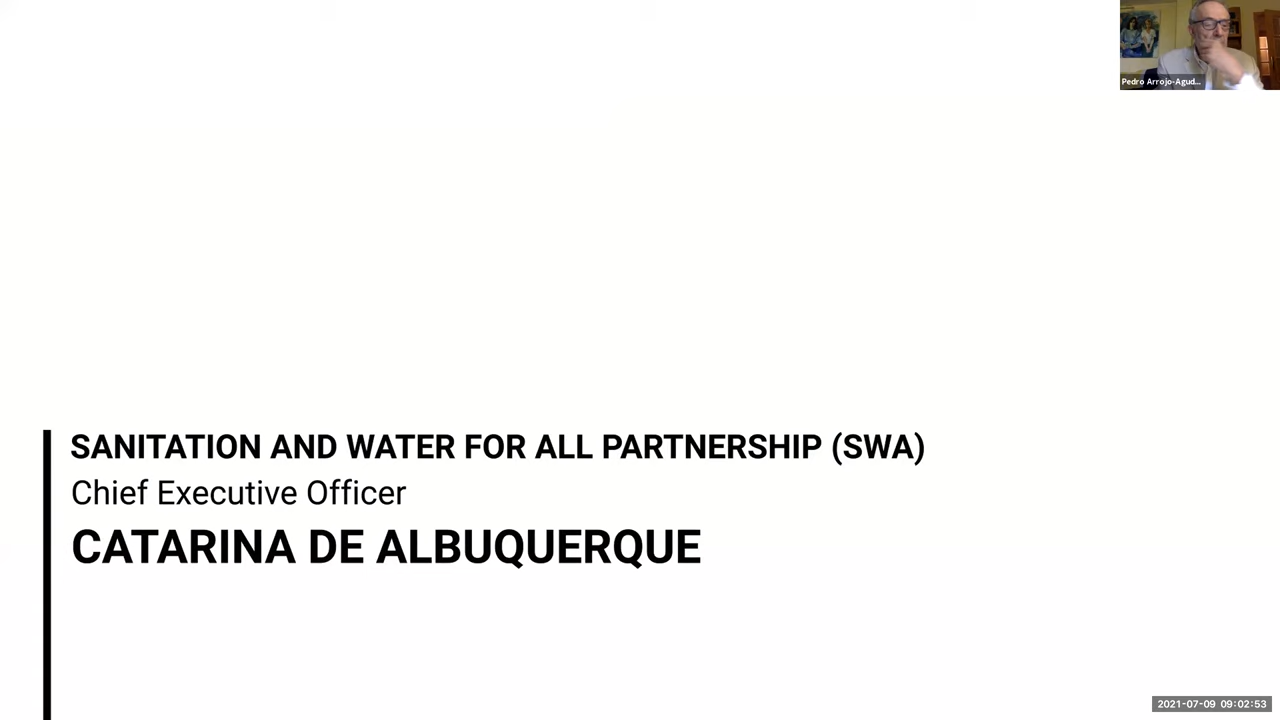 Pedro Arrojo-Agud...
SANITATION AND WATER FOR ALL PARTNERSHIP (SWA)
Chief Executive Officer
CATARINA DE ALBUQUERQUE
2021-07-09 09:02:53